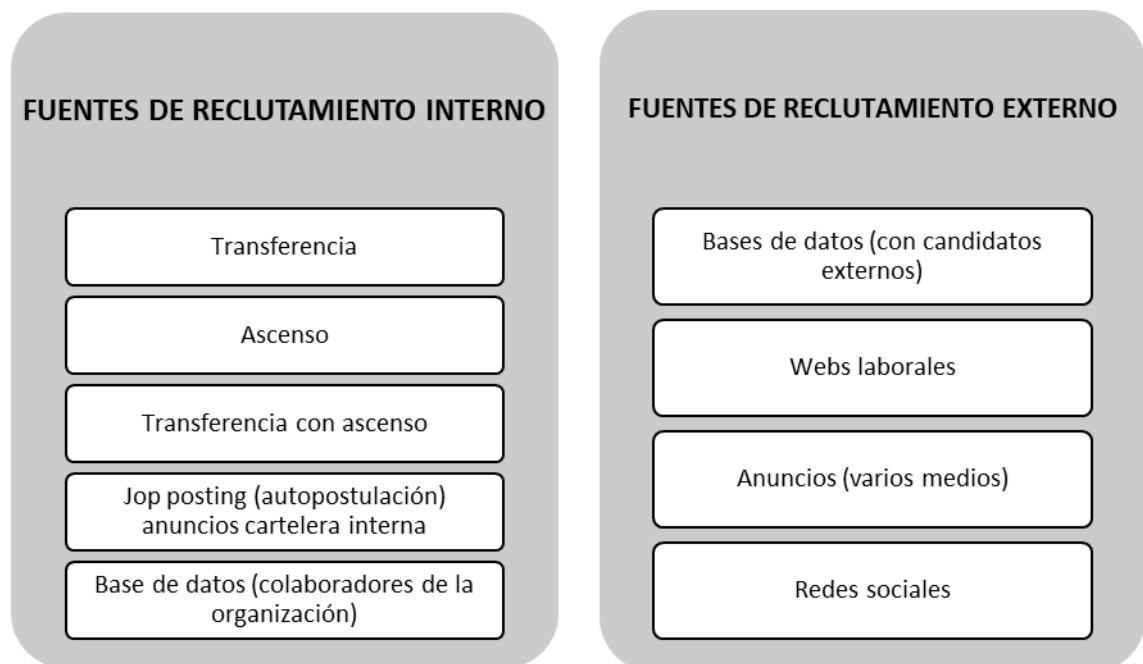 FUENTES DE RECLUTAMIENTO INTERNO
Transferencia
Ascenso
Transferencia con ascenso
Jop posting (autopostulación)
anuncios cartelera interna
Base de datos (colaboradores de la
organización)
FUENTES DE RECLUTAMIENTO EXTERNO
Bases de datos (con candidatos
externos)
Webs laborales
Anuncios (varios medios)
Redes sociales